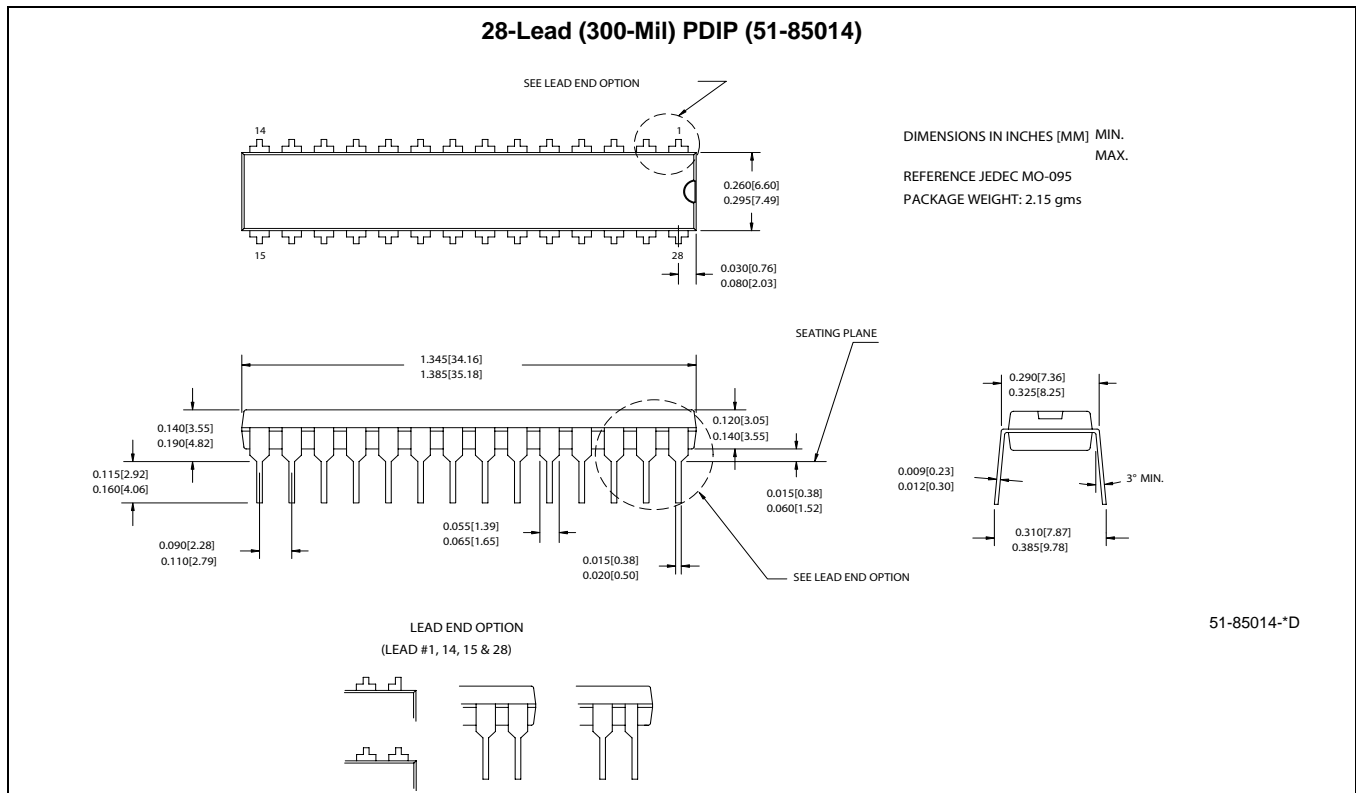 28-Lead (300-Mil) PDIP (51-85014)
SEE LEAD END OPTION
14
1
DIMENSIONS IN INCHES [MM] MIN.
MAX.
REFERENCE JEDEC MO-095
PACKAGE WEIGHT: 2.15 gms
0.260[6.60]
0.295[7.49]
15
28
0.030[0.76]
0.080[2.03]
SEATING PLANE
1.345[34.16]
1.385[35.18]
0.290[7.36]
0.325[8.25]
0.140[3.55]
0.190[4.82]
0.120[3.05]
0.140[3.55]
0.115[2.92]
0.160[4.06]
0.015[0.38]
0.060[1.52]
0.009[0.23]
0.012[0.30]
3° MIN.
0.055[1.39]
0.065[1.65]
0.090[2.28]
0.110[2.79]
0.015[0.38]
0.020[0.50]
0.310[7.87]
0.385[9.78]
SEE LEAD END OPTION
LEAD END OPTION
(LEAD #1, 14, 15 & 28)
51-85014-*D